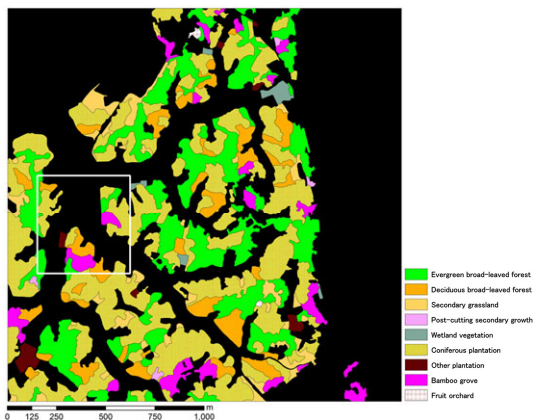 Evergreen broad-leaved forest
Deciduous broad-leaved forest
Secondary grassland
Post-cutting secondary growth
Wetland vegetation
Coniferous plantation
Other plantation
Bamboo grove
Fruit orchard
m
0 125 250 500 750 1,000